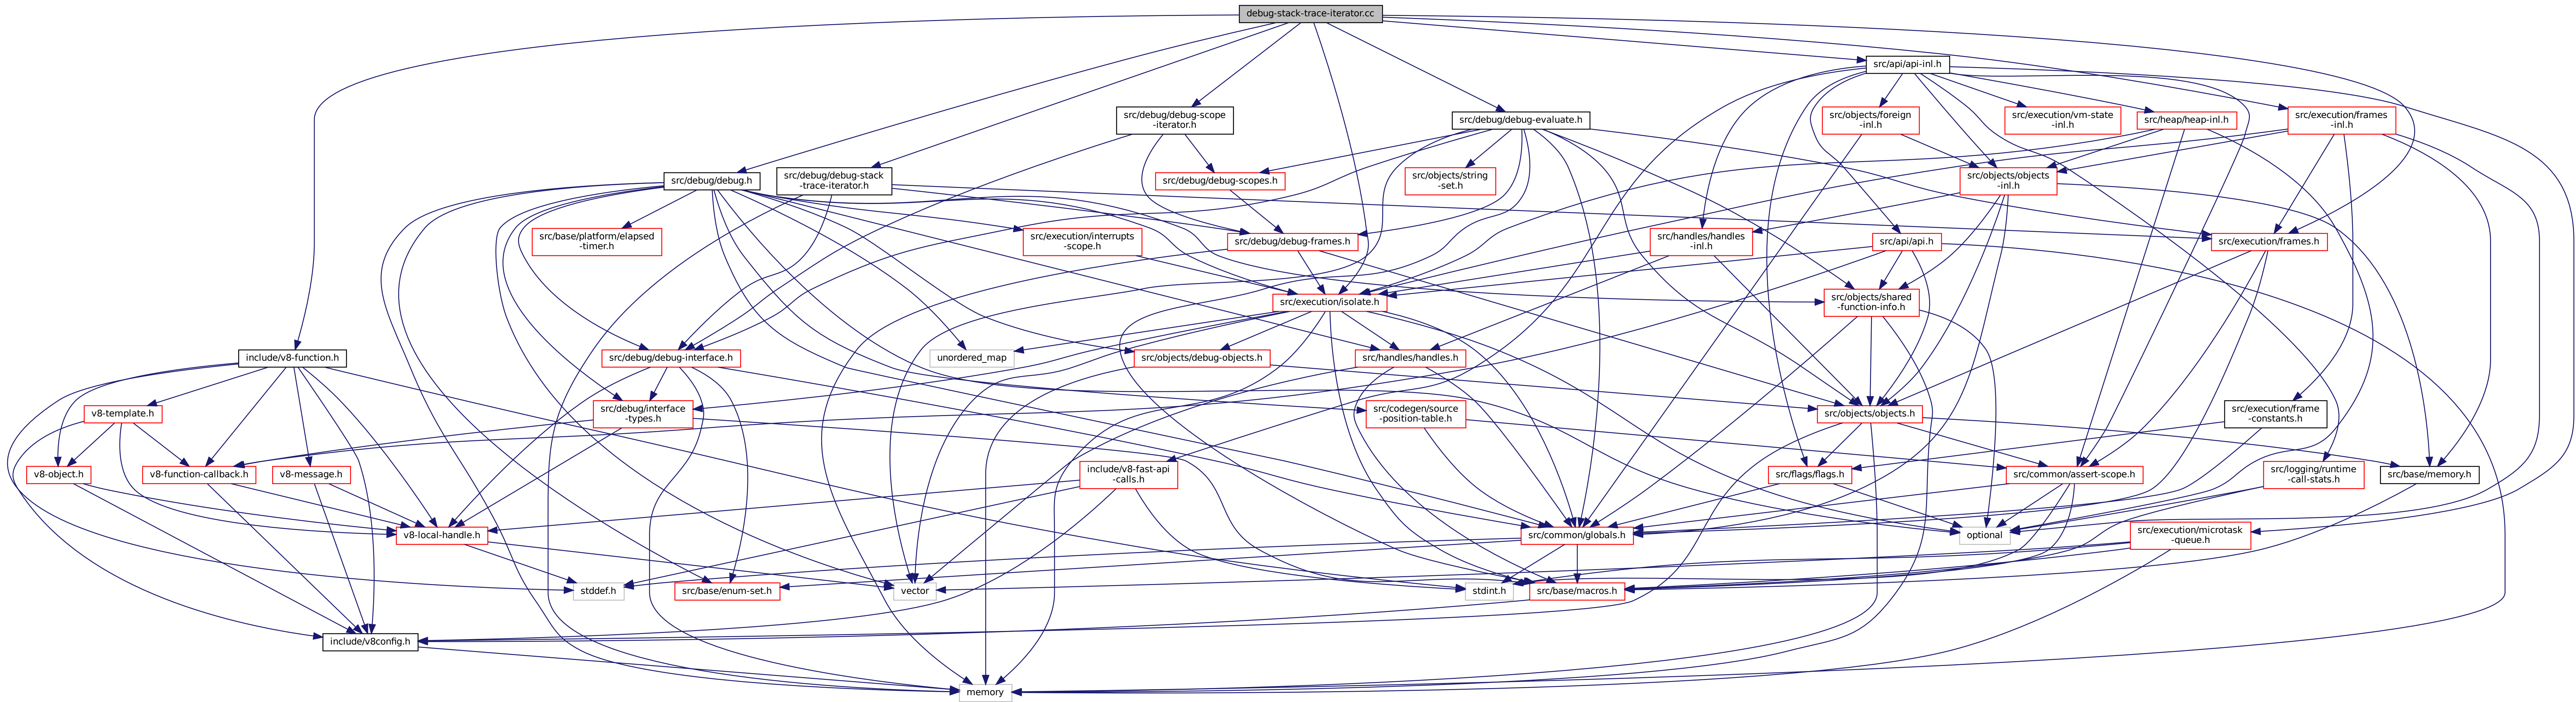 debug-stack-trace-iterator.cc
src/api/api-inl.h
src/debug/debug-scope
-iterator.h
src/debug/debug-evaluate.h
src/objects/foreign
-inl.h
src/execution/vm-state
-inl.h
src/heap/heap-inl.h
src/execution/frames
-inl.h
src/debug/debug.h
src/debug/debug-stack
-trace-iterator.h
src/debug/debug-scopes.h
src/objects/string
-set.h
src/objects/objects
-inl.h
src/base/platform/elapsed
-timer.h
src/execution/interrupts
-scope.h
src/debug/debug-frames.h
src/handles/handles
-inl.h
src/api/api.h
src/execution/frames.h
src/execution/isolate.h
src/objects/shared
-function-info.h
include/v8-function.h
src/debug/debug-interface.h
unordered_map
src/objects/debug-objects.h
src/handles/handles.h
v8-template.h
src/debug/interface
-types.h
src/codegen/source
-position-table.h
src/objects/objects.h
src/execution/frame
-constants.h
v8-object.h
v8-function-callback.h
v8-message.h
include/v8-fast-api
-calls.h
src/flags/flags.h
src/common/assert-scope.h
src/logging/runtime
-call-stats.h
src/base/memory.h
v8-local-handle.h
src/common/globals.h
optional
src/execution/microtask
-queue.h
stddef.h
src/base/enum-set.h
vector
stdint.h
src/base/macros.h
include/v8config.h
memory